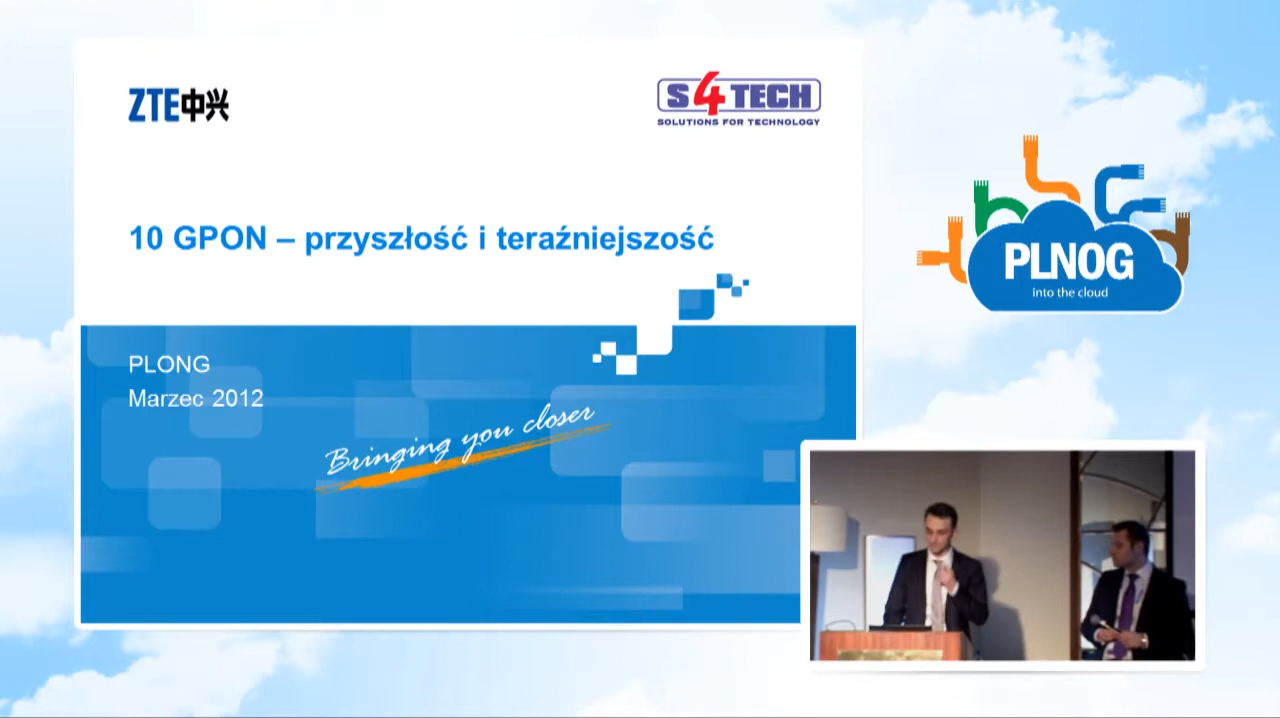 ZTE中兴
S4TECH
SOLUTIONS FOR TECHNOLOGY
10 GPON – przyszłość i teraźniejszość
PLNOG
into the cloud
PLONG
Marzec 2012
Bringing you closer